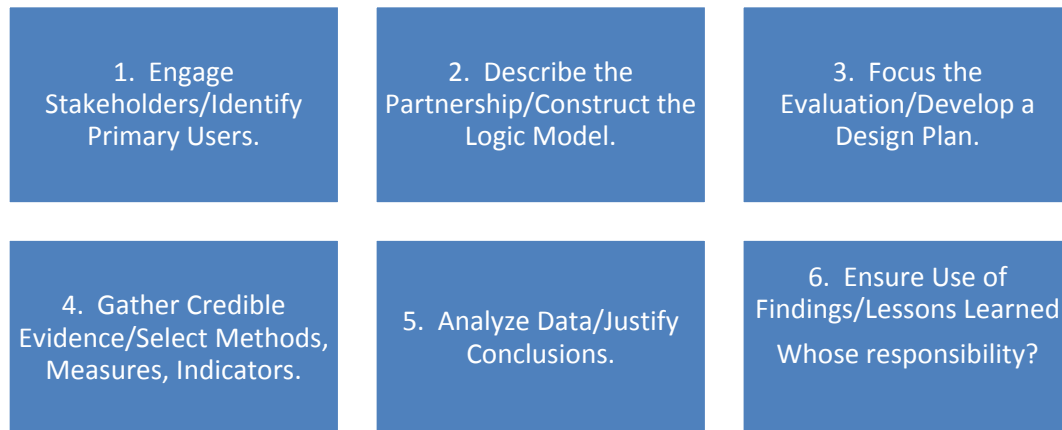 1. Engage
Stakeholders/Identify
Primary Users.
2. Describe the
Partnership/Construct the
Logic Model.
3. Focus the
Evaluation/Develop a
Design Plan.
4. Gather Credible
Evidence/Select Methods,
Measures, Indicators.
5. Analyze Data/Justify
Conclusions.
6. Ensure Use of
Findings/Lessons Learned
Whose responsibility?